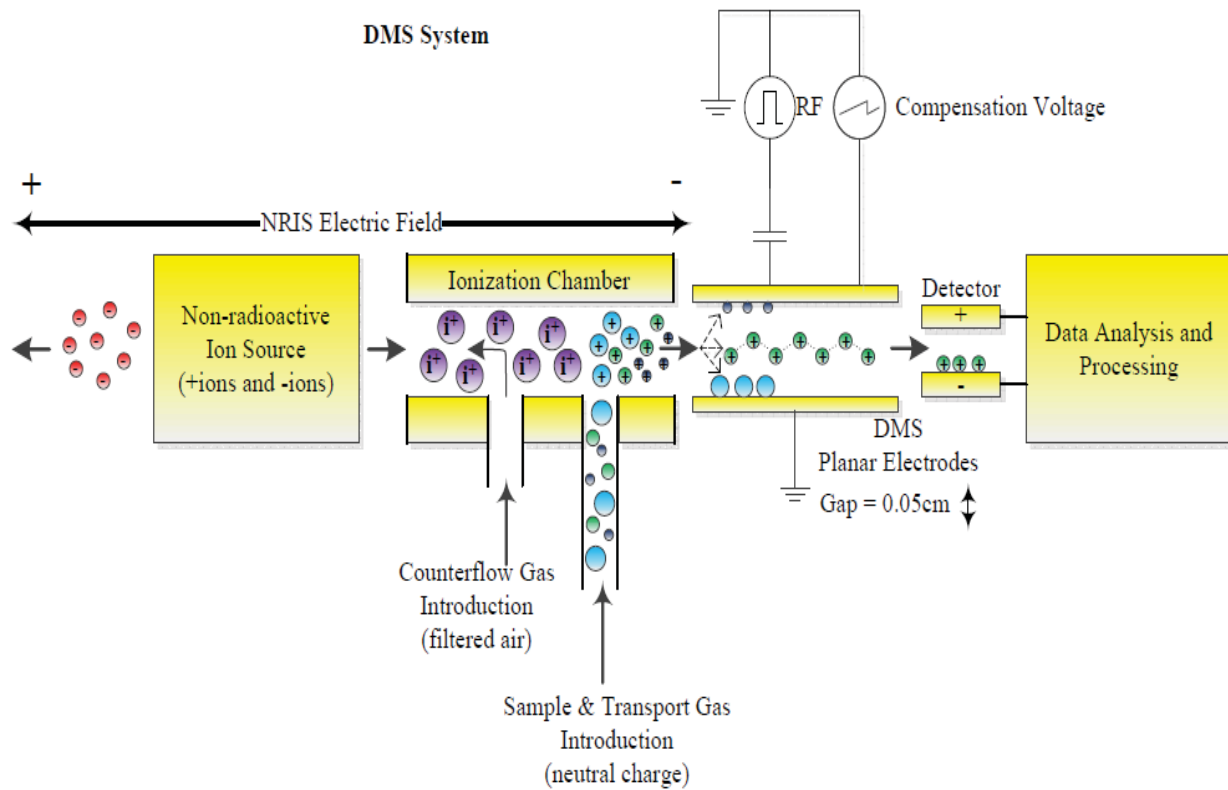 DMS System
RF
Compensation Voltage
+
-
NRIS Electric Field
Non-radioactive
Ion Source
(+ions and -ions)
Ionization Chamber
i+ i+ i+
i+ i+ i+ i+
Detector
+
-
Data Analysis and
Processing
DMS
Planar Electrodes
Gap = 0.05cm
Counterflow Gas
Introduction
(filtered air)
Sample & Transport Gas
Introduction
(neutral charge)